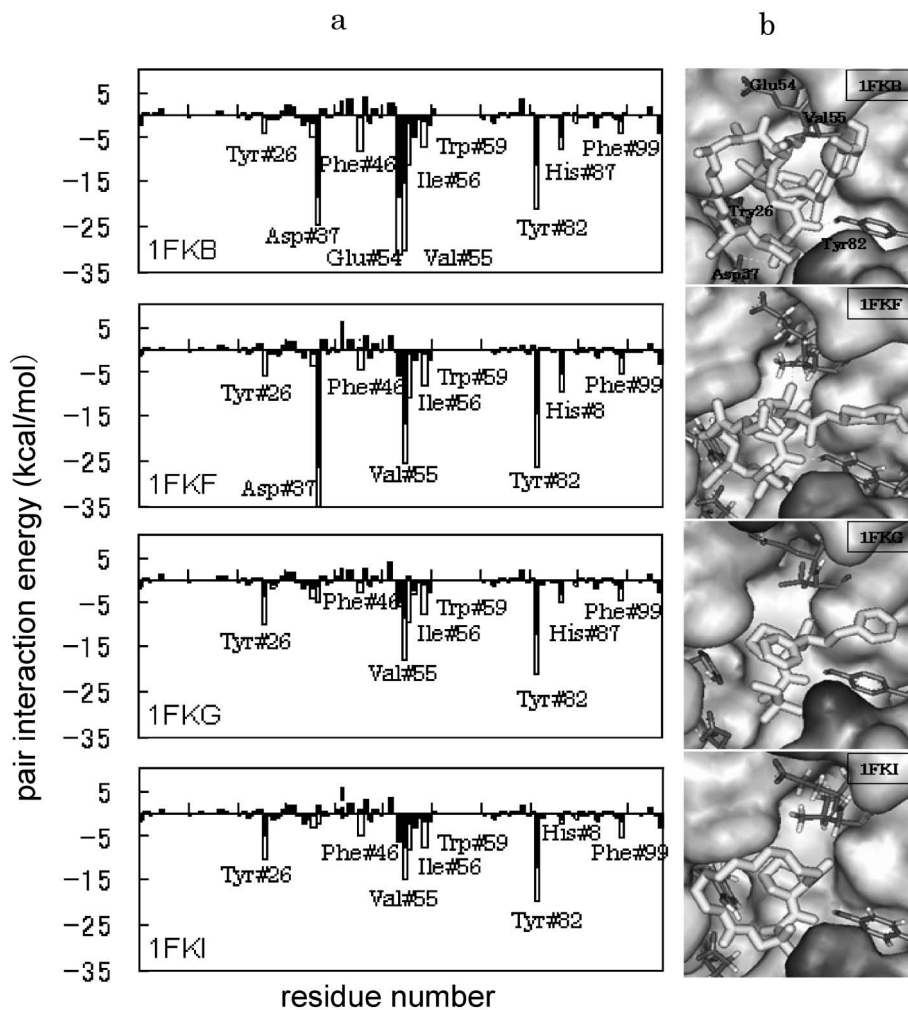 a
b
pair interaction energy (kcal/mol)
5
-5
-15
-25
-35
Tyr#26
Phe#46
Trp#59
Phe#99
Ile#56
His#87
Asp#37
Tyr#82
1FKB
Glu#54
Val#55
1FKB
Glu54
Val55
Try26
Tyr82
Asp37
5
-5
-15
-25
-35
Tyr#26
Phe#46
Trp#59
Phe#99
Ile#56
His#8
Val#55
Tyr#82
Asp#37
1FKF
1FKF
5
-5
-15
-25
-35
Phe#46
Trp#59
Phe#99
Tyr#26
Ile#56
His#87
Val#55
Tyr#82
1FKG
1FKG
5
-5
-15
-25
-35
His#8
Phe#46
Trp#59
Phe#99
Tyr#26
Ile#56
Val#55
Tyr#82
1FKI
1FKI
residue number